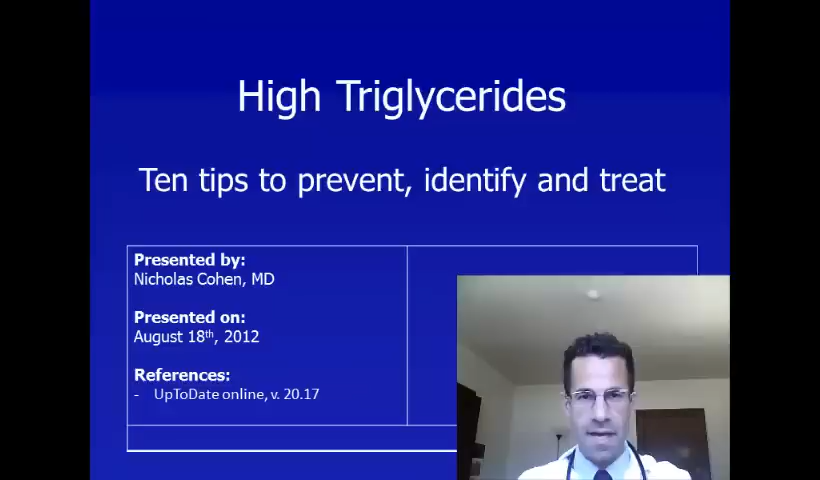 High Triglycerides
Ten tips to prevent, identify and treat
Presented by:
Nicholas Cohen, MD
Presented on:
August 18th, 2012
References:
- UpToDate online, v. 20.17